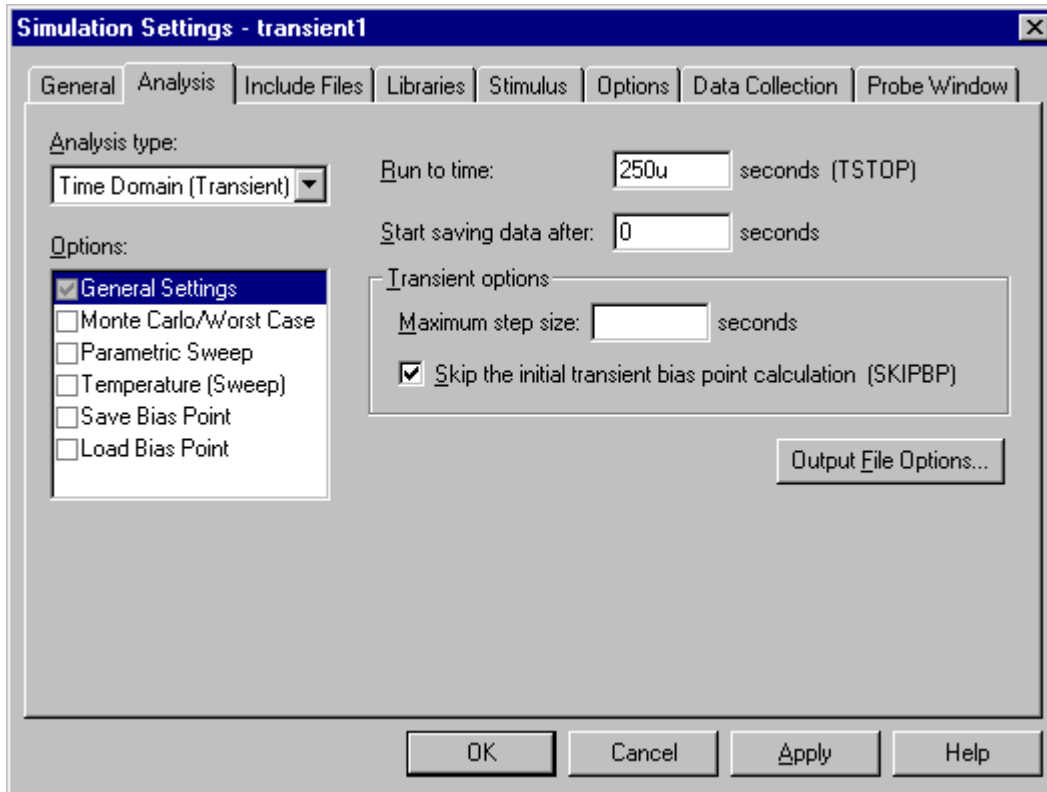 Simulation Settings - transient1
General Analysis Include Files Libraries Stimulus Options Data Collection Probe Window
Analysis type:
Time Domain (Transient)
Options:
General Settings
Monte Carlo/Worst Case
Parametric Sweep
Temperature (Sweep)
Save Bias Point
Load Bias Point
Run to time: 250u seconds (TSTOP)
Start saving data after: 0 seconds
Transient options
Maximum step size: seconds
Skip the initial transient bias point calculation (SKIPBP)
Output File Options...
OK Cancel Apply Help